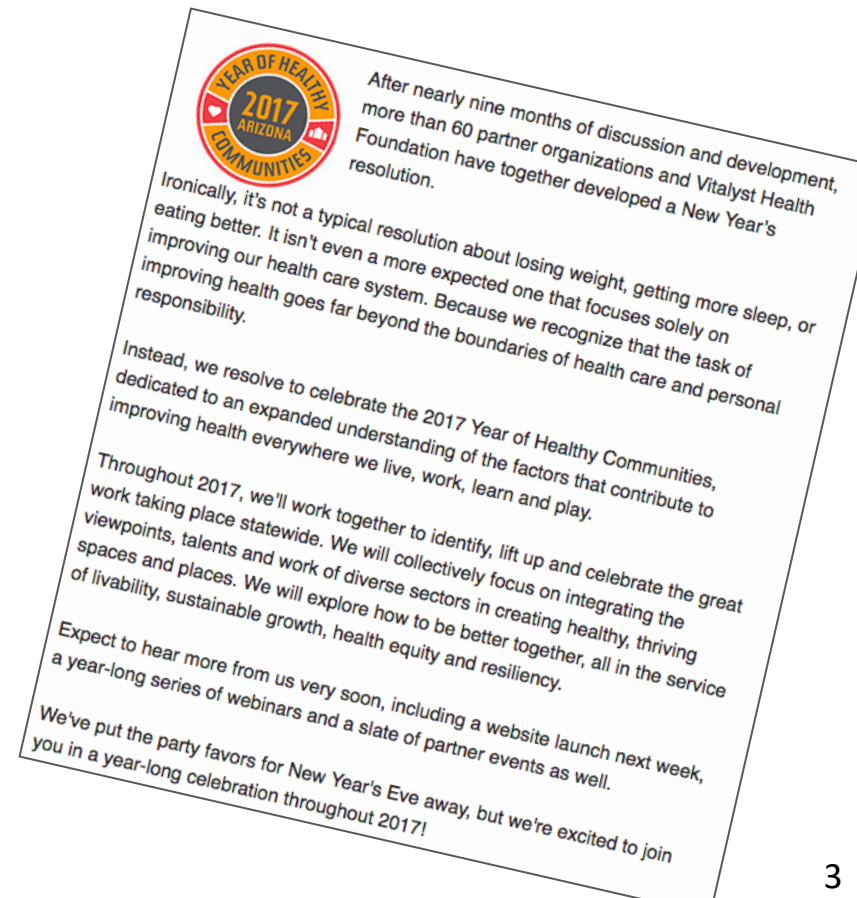 YEAR OF HEALTHY
2017
ARIZONA
COMMUNITIES
After nearly nine months of discussion and development,
more than 60 partner organizations and Vitalyst Health
Foundation have together developed a New Year's
resolution.
Ironically, it's not a typical resolution about losing weight, getting more sleep, or
eating better. It isn't even a more expected one that focuses solely on
improving our health care system. Because we recognize that the task of
improving health goes far beyond the boundaries of health care and personal
responsibility.
Instead, we resolve to celebrate the 2017 Year of Healthy Communities,
dedicated to an expanded understanding of the factors that contribute to
improving health everywhere we live, work, learn and play.
Throughout 2017, we'll work together to identify, lift up and celebrate the great
work taking place statewide. We will collectively focus on integrating the
viewpoints, talents and work of diverse sectors in creating healthy, thriving
spaces and places. We will explore how to be better together, all in the service
of livability, sustainable growth, health equity and resiliency.
Expect to hear more from us very soon, including a website launch next week,
a year-long series of webinars and a slate of partner events as well.
We've put the party favors for New Year's Eve away, but we're excited to join
you in a year-long celebration throughout 2017!
3